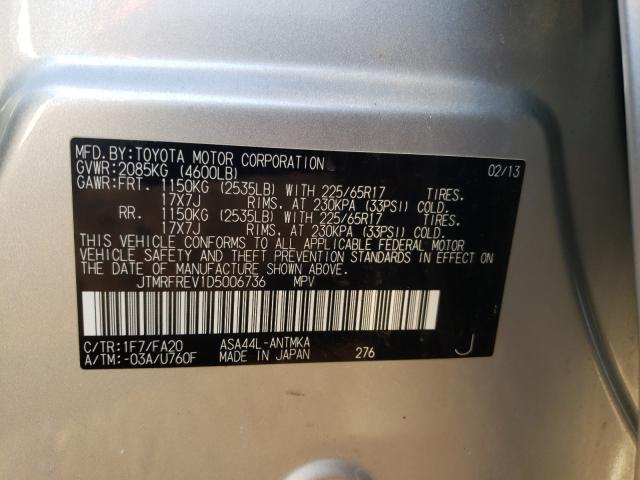 MFD.BY:TOYOTA MOTOR CORPORATION 02/13
GVWR:2085KG (4600LB)
GAWR:FRT. 1150KG (2535LB) WITH 225/65R17 TIRES.
17X7J RIMS. AT 230KPA (33PSI) COLD.
RR. 1150KG (2535LB) WITH 225/65R17 TIRES.
17X7J RIMS. AT 230KPA (33PSI) COLD.
THIS VEHICLE CONFORMS TO ALL APPLICABLE FEDERAL MOTOR
VEHICLE SAFETY AND THEFT PREVENTION STANDARDS IN EFFECT ON
THE DATE OF MANUFACTURE SHOWN ABOVE.
JTMRFREV1D5006736 MPV
C/TR:1F7/FA20 ASA44L-ANTMKA
A/TM:-03A/U760F MADE IN JAPAN 276 J